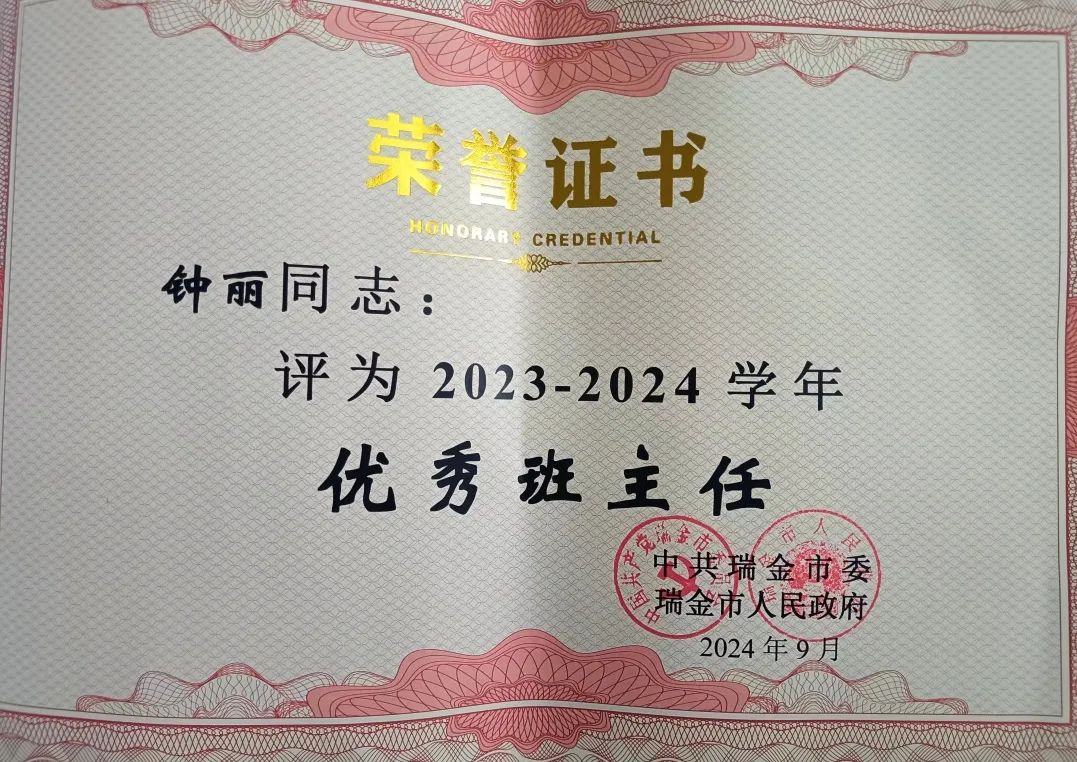 荣誉证书
HONORARY CREDENTIAL
钟丽同志：
评为 2023-2024 学年
优秀班主任
中共瑞金市委
瑞金市人民政府
2024 年 9 月